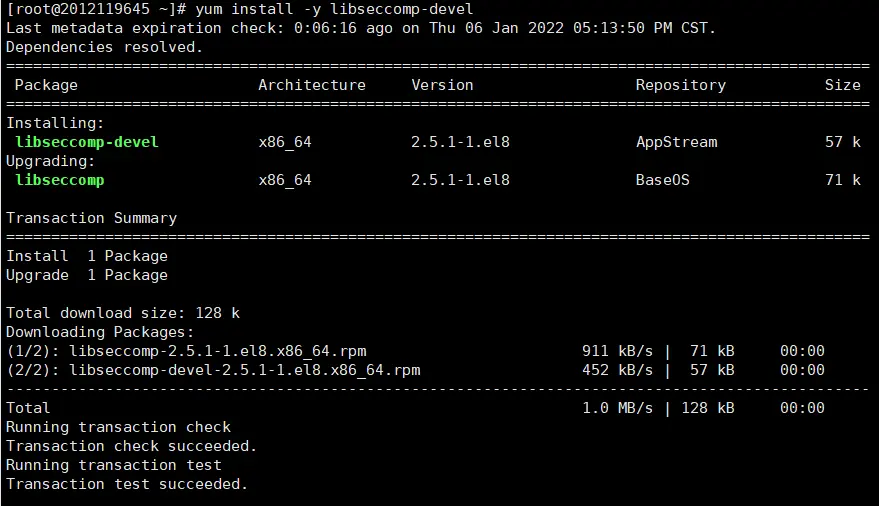 [root@2012119645 ~]# yum install -y libseccomp-devel
Last metadata expiration check: 0:06:16 ago on Thu 06 Jan 2022 05:13:50 PM CST.
Dependencies resolved.
================================================================================================
 Package                    Architecture     Version                  Repository           Size
================================================================================================
Installing:
 libseccomp-devel           x86_64           2.5.1-1.el8              AppStream            57 k
Upgrading:
 libseccomp                 x86_64           2.5.1-1.el8              BaseOS               71 k
Transaction Summary
================================================================================================
Install  1 Package
Upgrade  1 Package
Total download size: 128 k
Downloading Packages:
(1/2): libseccomp-2.5.1-1.el8.x86_64.rpm                        911 kB/s |  71 kB     00:00
(2/2): libseccomp-devel-2.5.1-1.el8.x86_64.rpm                  452 kB/s |  57 kB     00:00
------------------------------------------------------------------------------------------------
Total                                                           1.0 MB/s | 128 kB     00:00
Running transaction check
Transaction check succeeded.
Running transaction test
Transaction test succeeded.